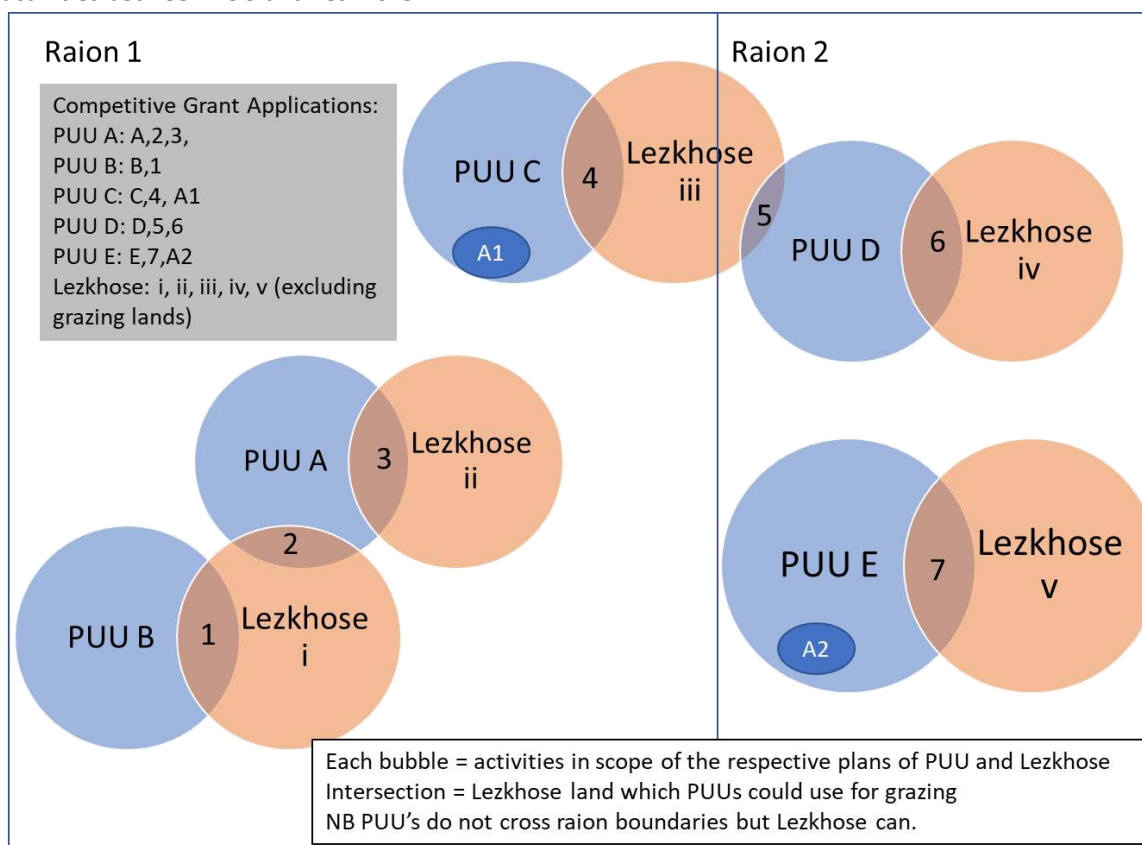 Raion 1
Raion 2
Competitive Grant Applications:
PUU A: A,2,3,
PUU B: B,1
PUU C: C,4, A1
PUU D: D,5,6
PUU E: E,7,A2
Lezkhose: i, ii, iii, iv, v (excluding
grazing lands)
PUU C
4
Lezkhose
iii
A1
5
PUU D
6
Lezkhose
iv
PUU A
3
Lezkhose
ii
2
PUU B
1
Lezkhose
i
PUU E
7
Lezkhose
v
A2
Each bubble = activities in scope of the respective plans of PUU and Lezkhose
Intersection = Lezkhose land which PUUs could use for grazing
NB PUU's do not cross raion boundaries but Lezkhose can.